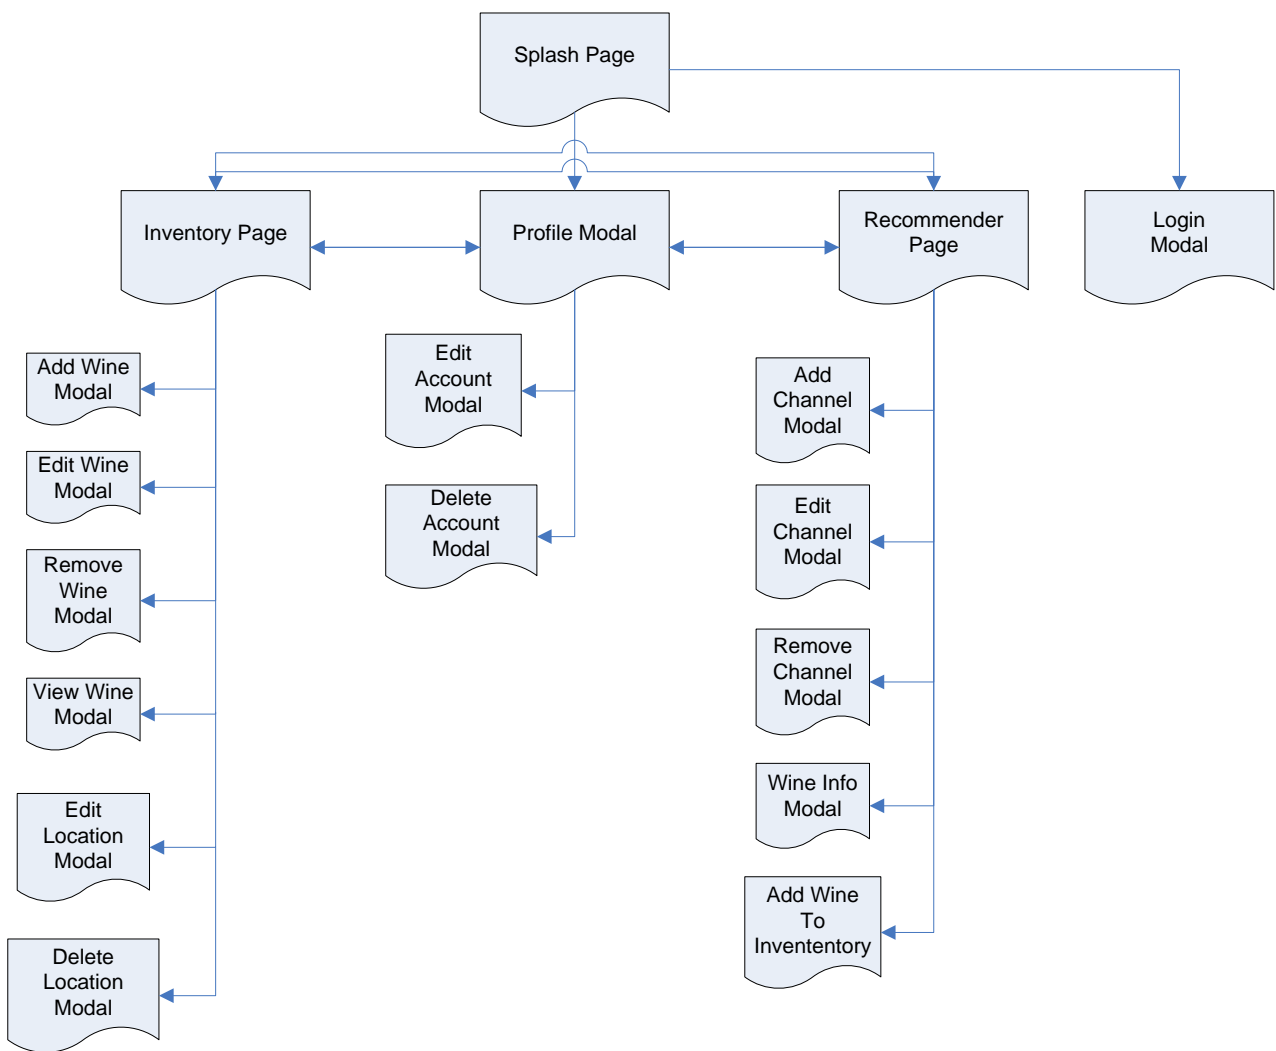 Splash Page
Inventory Page
Profile Modal
Recommender
Page
Login
Modal
Add Wine
Modal
Edit Wine
Modal
Remove
Wine
Modal
View Wine
Modal
Edit
Location
Modal
Delete
Location
Modal
Edit
Account
Modal
Delete
Account
Modal
Add
Channel
Modal
Edit
Channel
Modal
Remove
Channel
Modal
Wine Info
Modal
Add Wine
To
Invententory